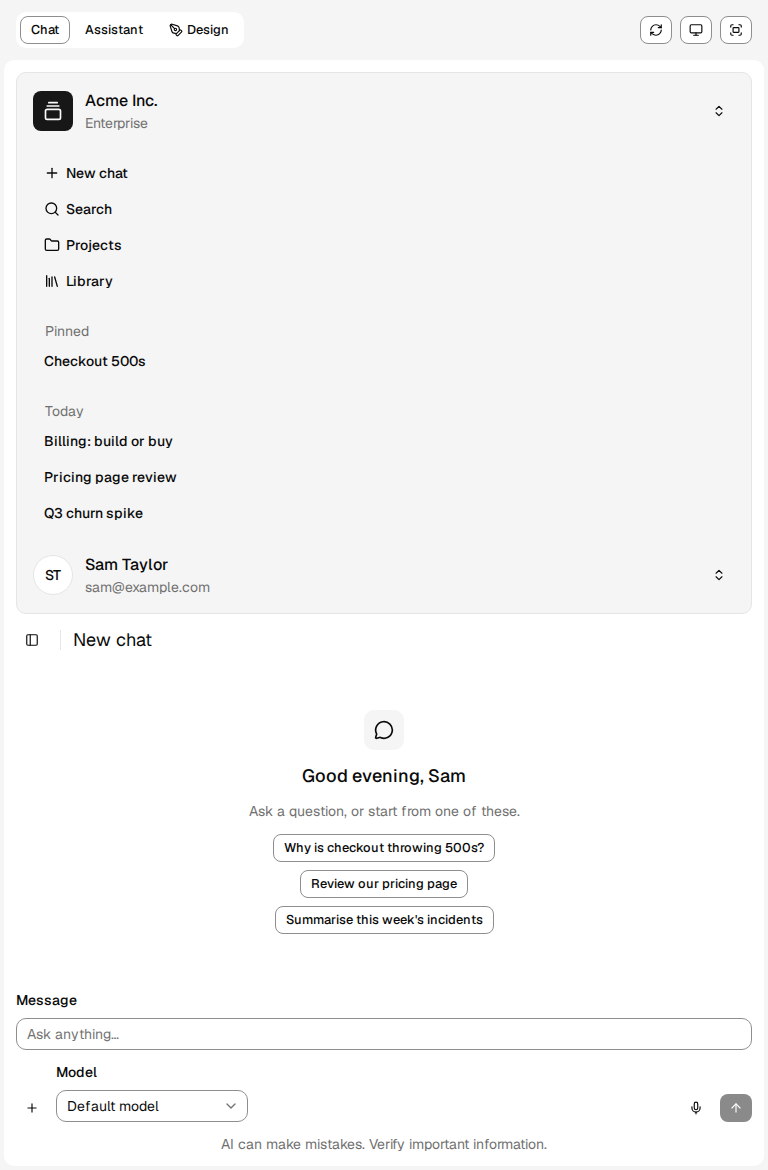 Chat
Assistant
Design
Acme Inc.
Enterprise
New chat
Search
Projects
Library
Pinned
Checkout 500s
Today
Billing: build or buy
Pricing page review
Q3 churn spike
ST
Sam Taylor
sam@example.com
New chat
Good evening, Sam
Ask a question, or start from one of these.
Why is checkout throwing 500s?
Review our pricing page
Summarise this week's incidents
Message
Ask anything…
Model
Default model
AI can make mistakes. Verify important information.